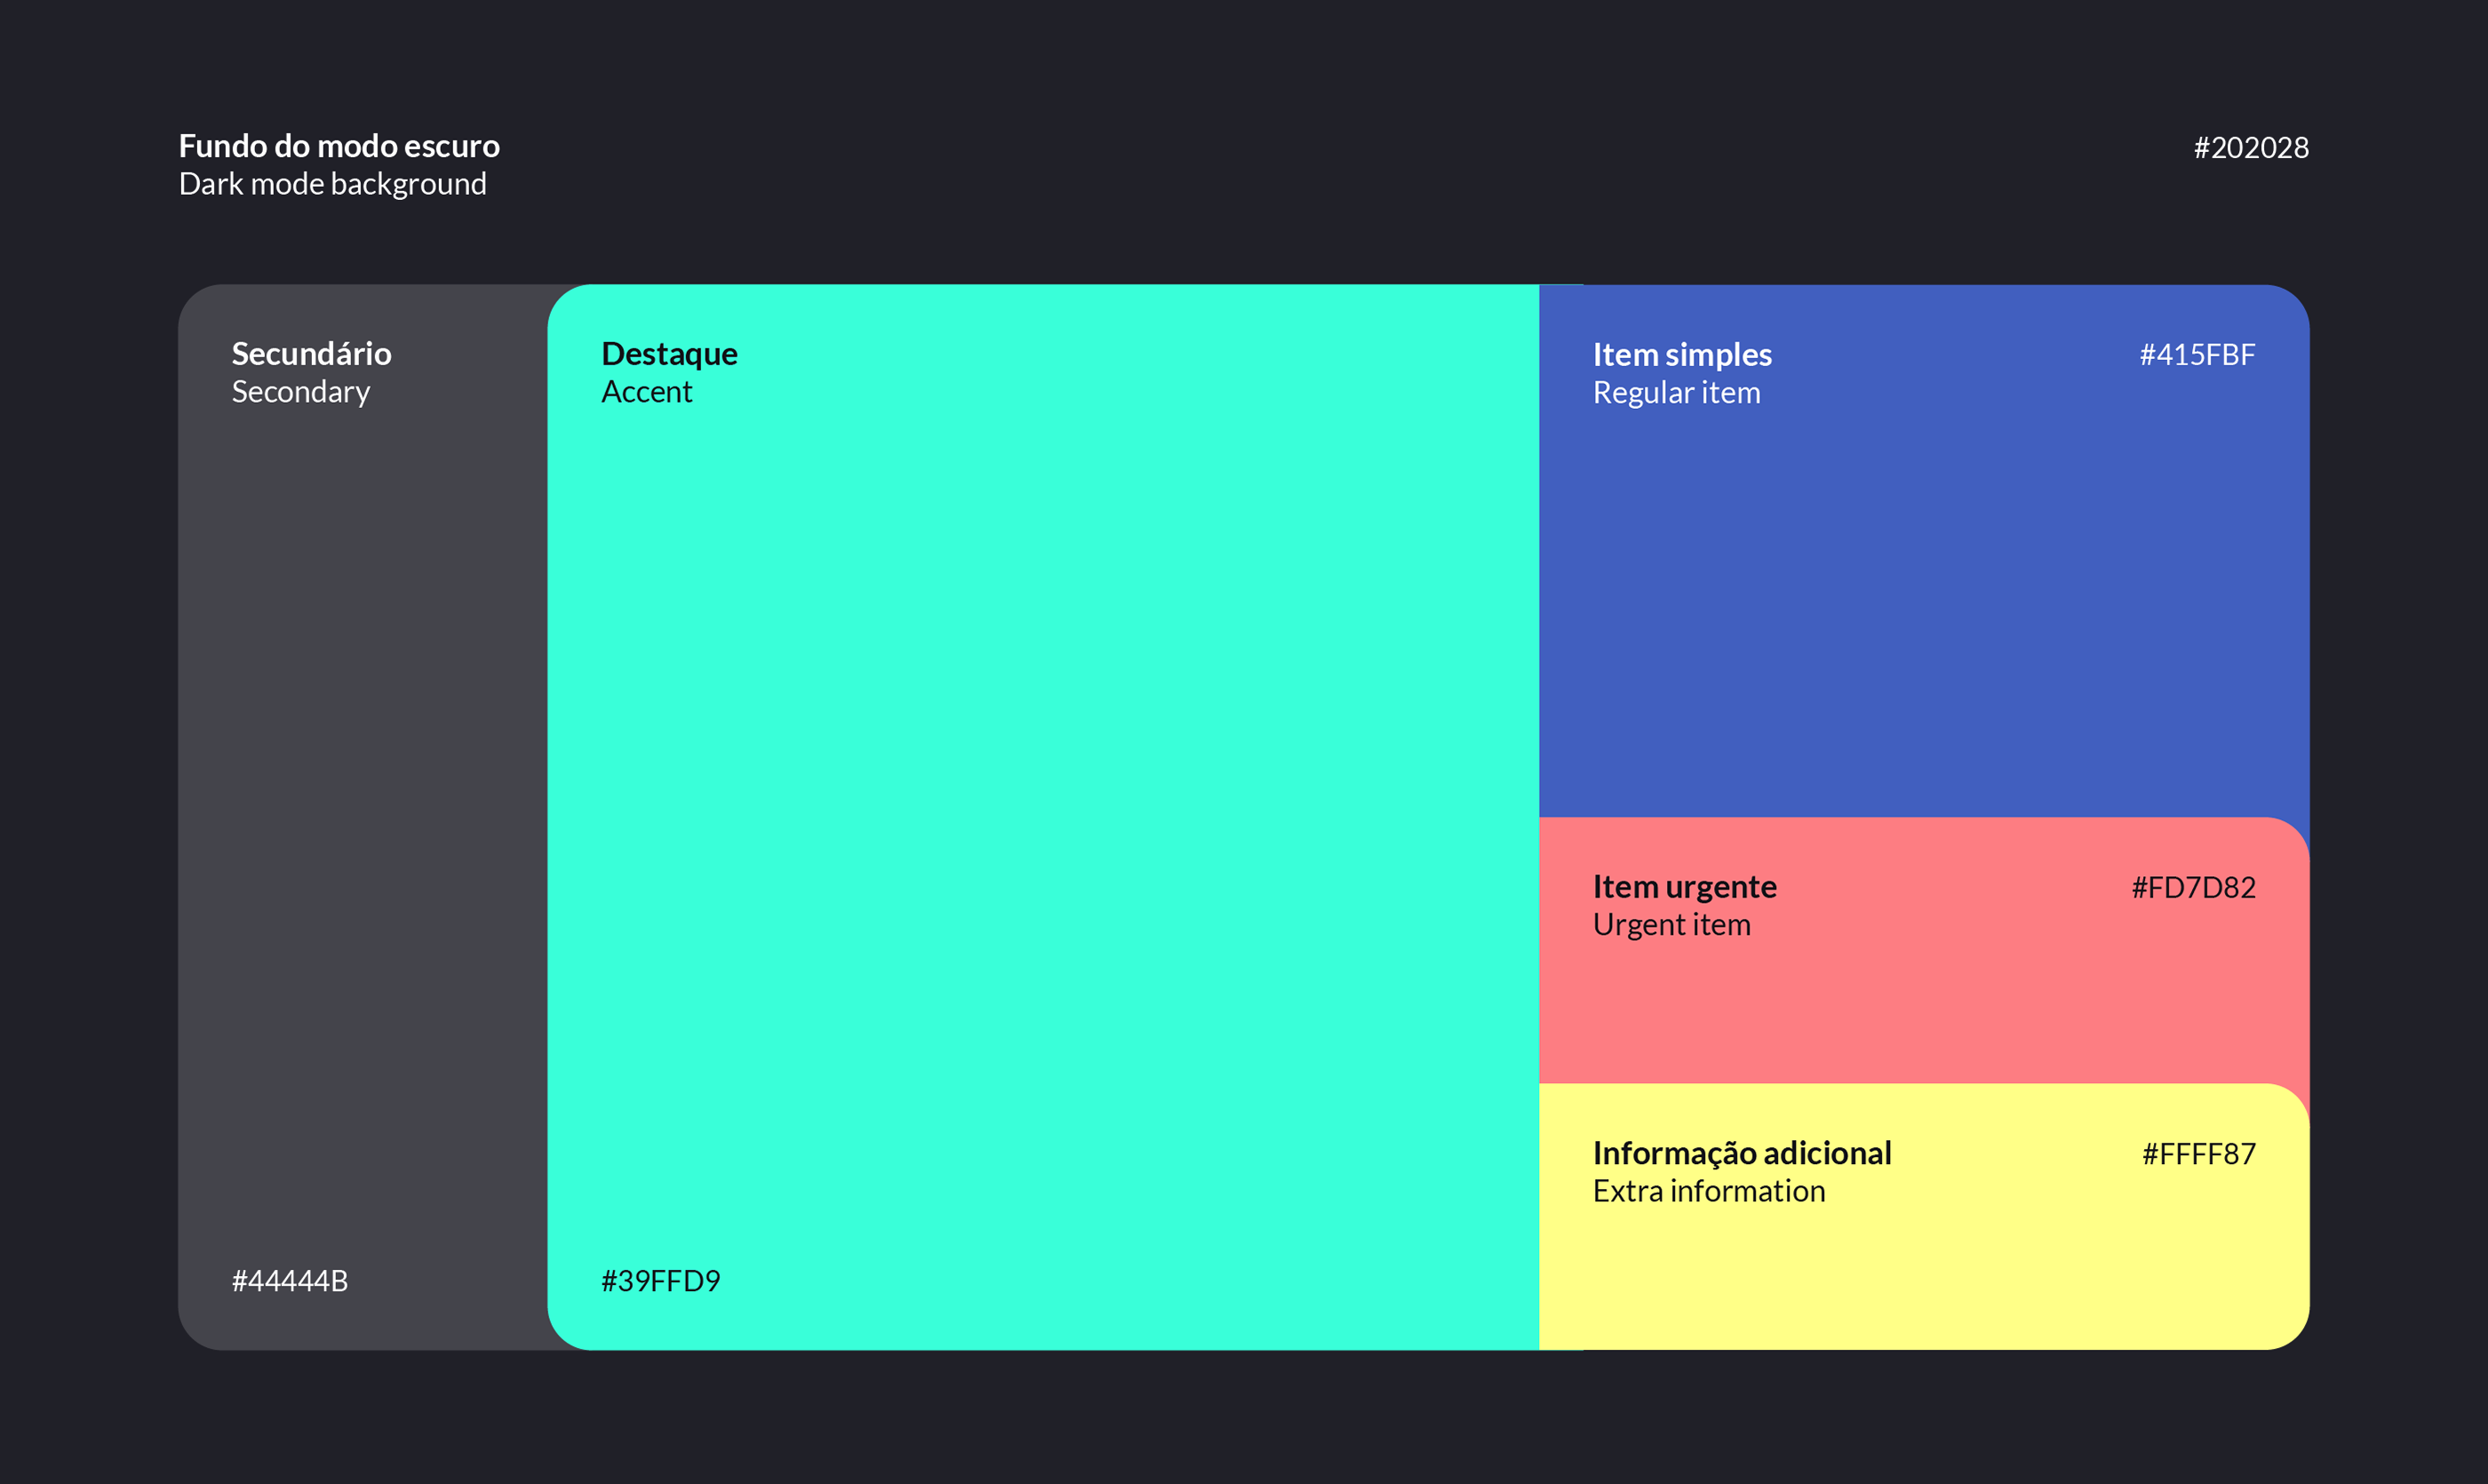 Fundo do modo escuro
Dark mode background
#202028
Secundário
Secondary
#44444B
Destaque
Accent
#39FFD9
Item simples
Regular item
#415FBF
Item urgente
Urgent item
#FD7D82
Informação adicional
Extra information
#FFFF87